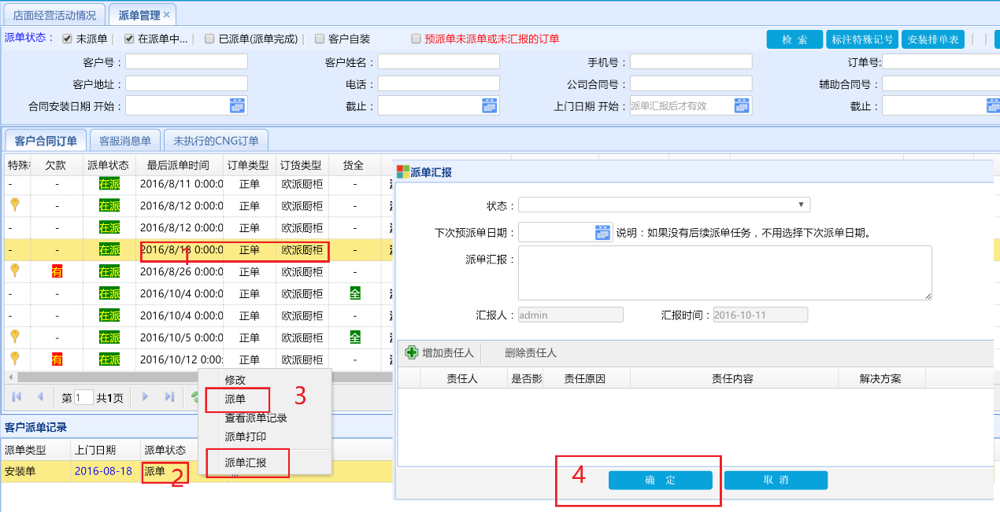 店面经营活动情况 派单管理 ×
派单状态： 未派单 | 在派单中... | 已派单(派单完成) | 客户自装 预派单未派单或未汇报的订单 检 索 标注特殊记号 安装排单表 | |
客户号： 客户姓名： 手机号： 订单号:
客户地址： 电话： 公司合同号： 辅助合同号：
合同安装日期 开始： 截止： 上门日期 开始： 派单汇报后才有效 截止：
客户合同订单 客服消息单 未执行的CNG订单
特殊 欠款 派单状态 最后派单时间 订单类型 订货类型 货全
- - 在派 2016/8/11 0:00:0 正单 欧派厨柜 -
- 在派 2016/8/12 0:00:0 正单 欧派厨柜 -
- - 在派 2016/8/12 0:00:0 正单 欧派厨柜 -
- - 在派 2016/8/18 0:00:0 正单 欧派厨柜 -
1
有 在派 2016/8/26 0:00:0 正单 欧派厨柜 -
- - 在派 2016/10/4 0:00:0 正单 欧派厨柜 全
- - 在派 2016/10/4 0:00:0 正单 欧派厨柜 -
- 在派 2016/10/5 0:00:0 正单 欧派厨柜 全
有 在派 2016/10/12 0:00: 正单 欧派厨柜 -
第 1 共1页
修改
派单
3
查看派单记录
派单打印
派单汇报
...
客户派单记录
派单类型 上门日期 派单状态
安装单 2016-08-18 派单
2
派单汇报
状态：
下次预派单日期： 说明：如果没有后续派单任务，不用选择下次派单日期。
派单汇报：
汇报人： admin 汇报时间： 2016-10-11
增加责任人 删除责任人
责任人 是否影 责任原因 责任内容 解决方案
4
确 定 取 消